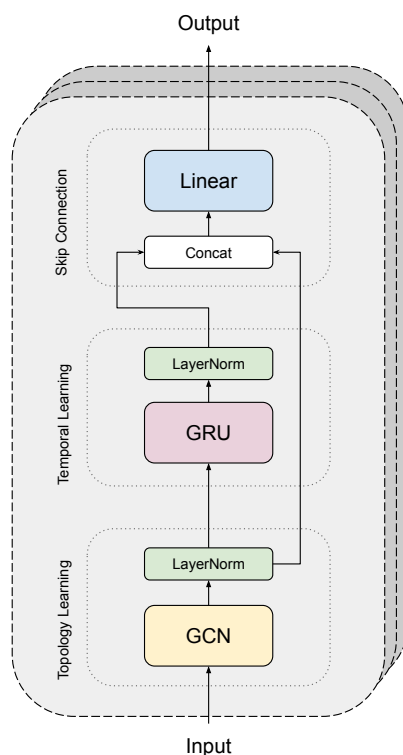 Output
Skip Connection
Linear
Concat
Temporal Learning
LayerNorm
GRU
Topology Learning
LayerNorm
GCN
Input